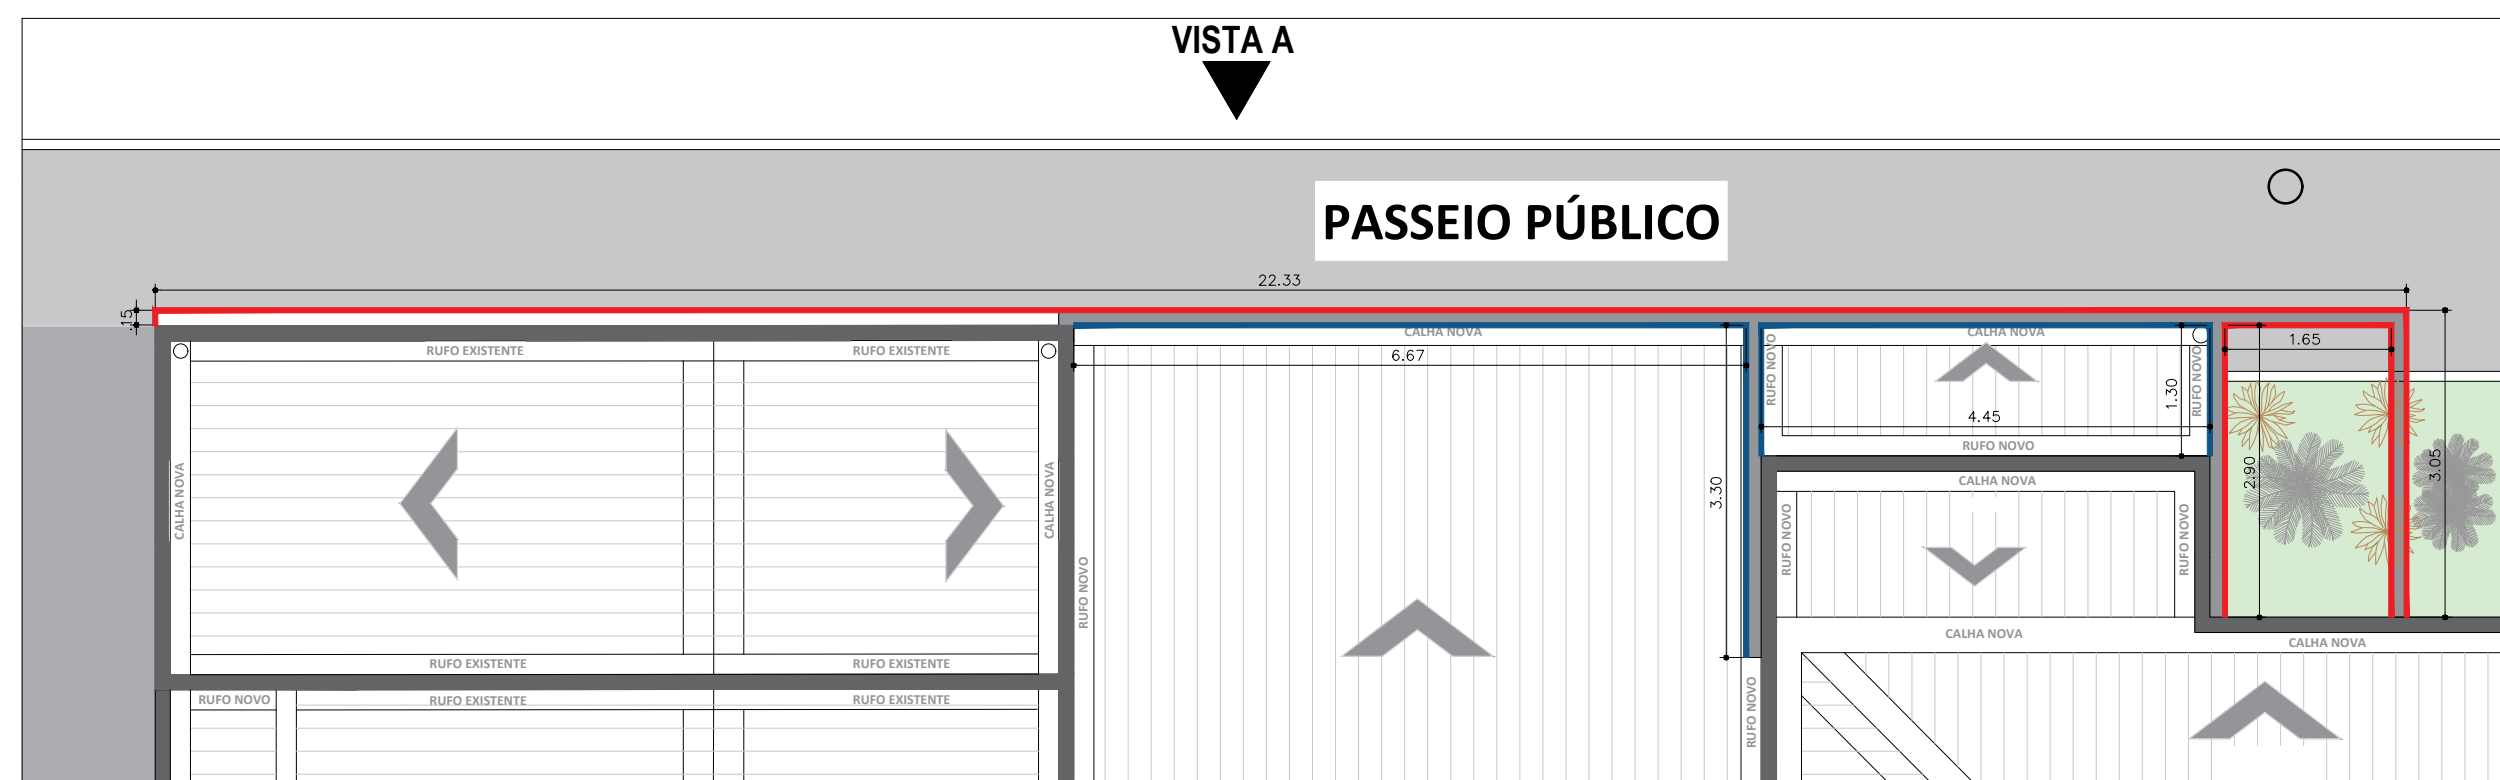 VISTA A
PASSEIO PÚBLICO
22.33
.15
CALHA NOVA
CALHA NOVA
1.65
RUFO EXISTENTE
RUFO EXISTENTE
6.67
RUFO NOVO
RUFO NOVO
1.30
4.45
RUFO NOVO
2.90
3.05
CALHA NOVA
CALHA NOVA
3.30
CALHA NOVA
RUFO NOVO
RUFO NOVO
RUFO NOVO
CALHA NOVA
CALHA NOVA
RUFO EXISTENTE
RUFO EXISTENTE
RUFO NOVO
RUFO EXISTENTE
RUFO EXISTENTE
RUFO NOVO